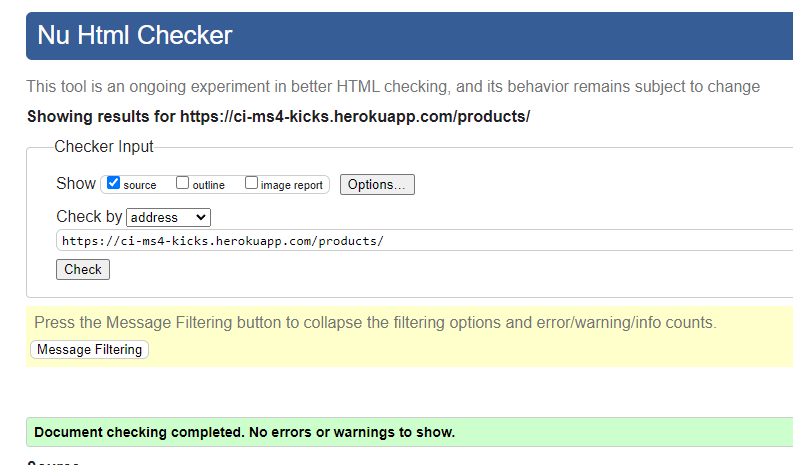 Nu Html Checker
This tool is an ongoing experiment in better HTML checking, and its behavior remains subject to change
Showing results for https://ci-ms4-kicks.herokuapp.com/products/
Checker Input
Show source outline image report Options...
Check by address
https://ci-ms4-kicks.herokuapp.com/products/
Check
Press the Message Filtering button to collapse the filtering options and error/warning/info counts.
Message Filtering
Document checking completed. No errors or warnings to show.